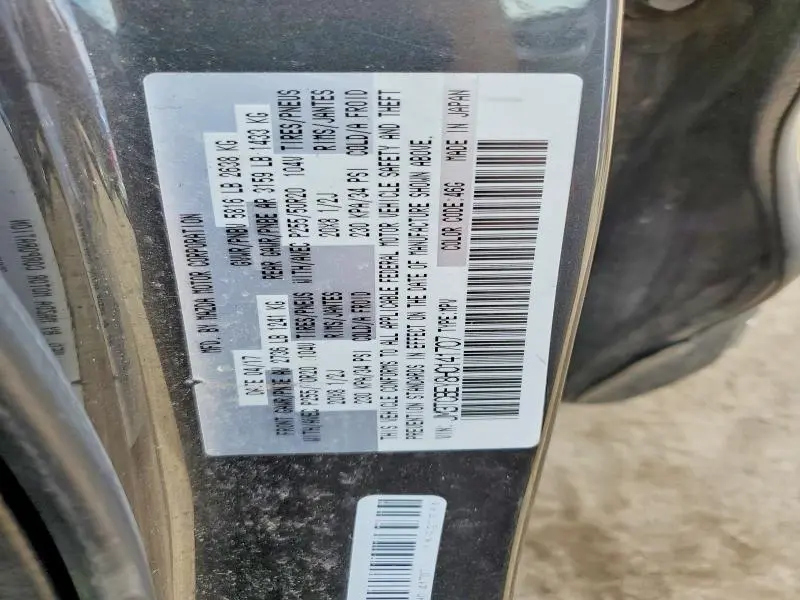 MFD. BY MAZDA MOTOR CORPORATION
DATE 04/17 GVWR/PNBV 5816 LB 2638 KG
FRONT GAWR/PNBE AV 2736 LB 1241 KG REAR GAWR/PNBE AR 3159 LB 1433 KG
WITH/AVEC P255/50R20 104V TIRES/PNEUS WITH/AVEC P255/50R20 104V TIRES/PNEUS
20X8 1/2J RIMS/JANTES 20X8 1/2J RIMS/JANTES
230 KPA/34 PSI COLD/A FROID 230 KPA/34 PSI COLD/A FROID
THIS VEHICLE CONFORMS TO ALL APPLICABLE FEDERAL MOTOR VEHICLE SAFETY AND THEFT
PREVENTION STANDARDS IN EFFECT ON THE DATE OF MANUFACTURE SHOWN ABOVE.
COLOR CODE:46G MADE IN JAPAN
VIN. TYPE:MPV